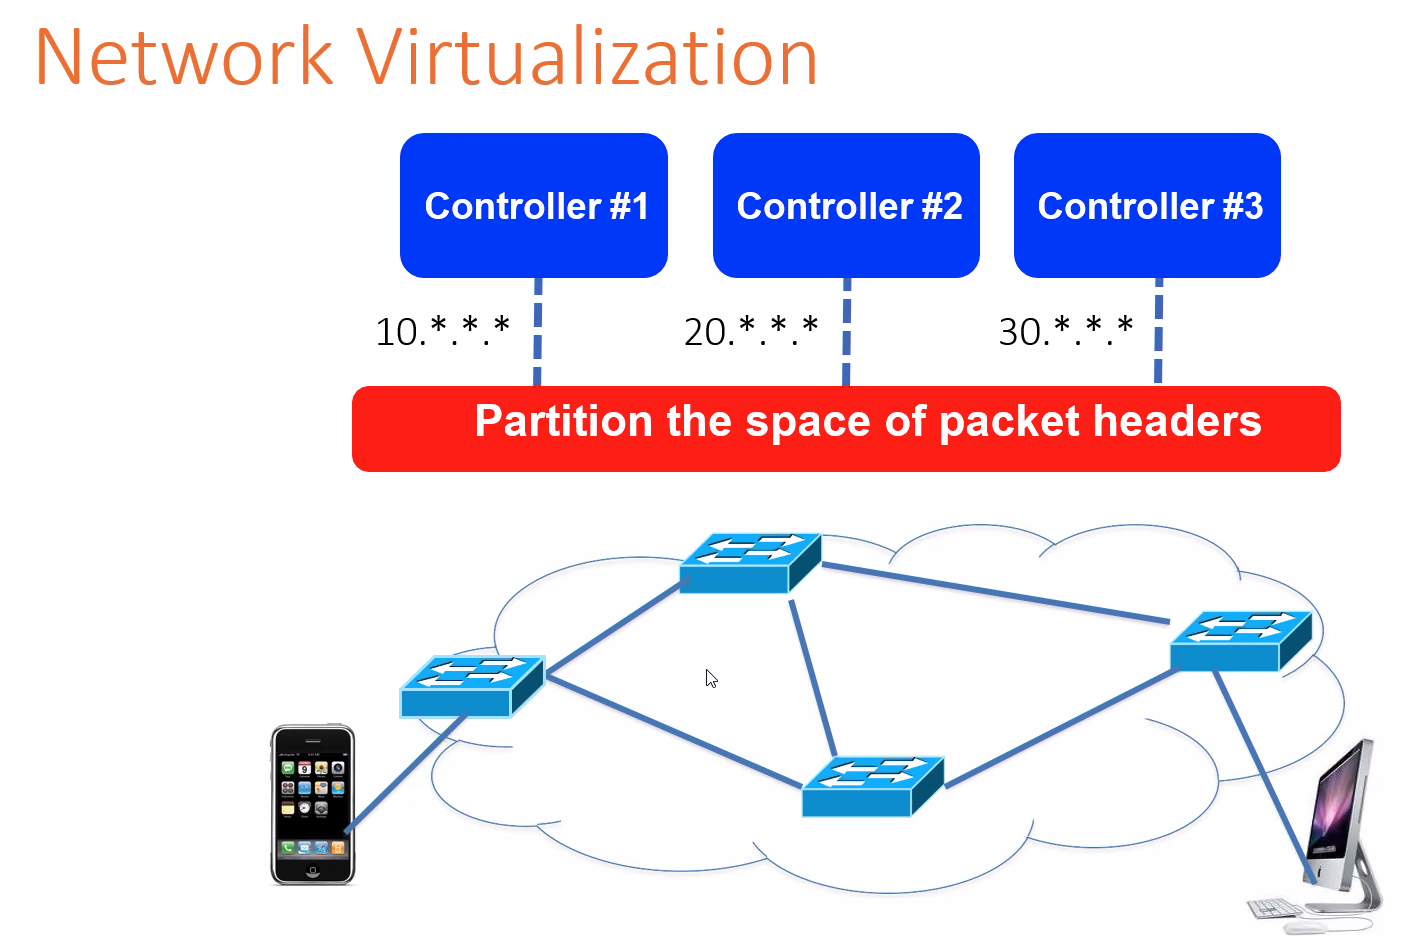 Network Virtualization
Controller #1
Controller #2
Controller #3
10.*.*.*
20.*.*.*
30.*.*.*
Partition the space of packet headers